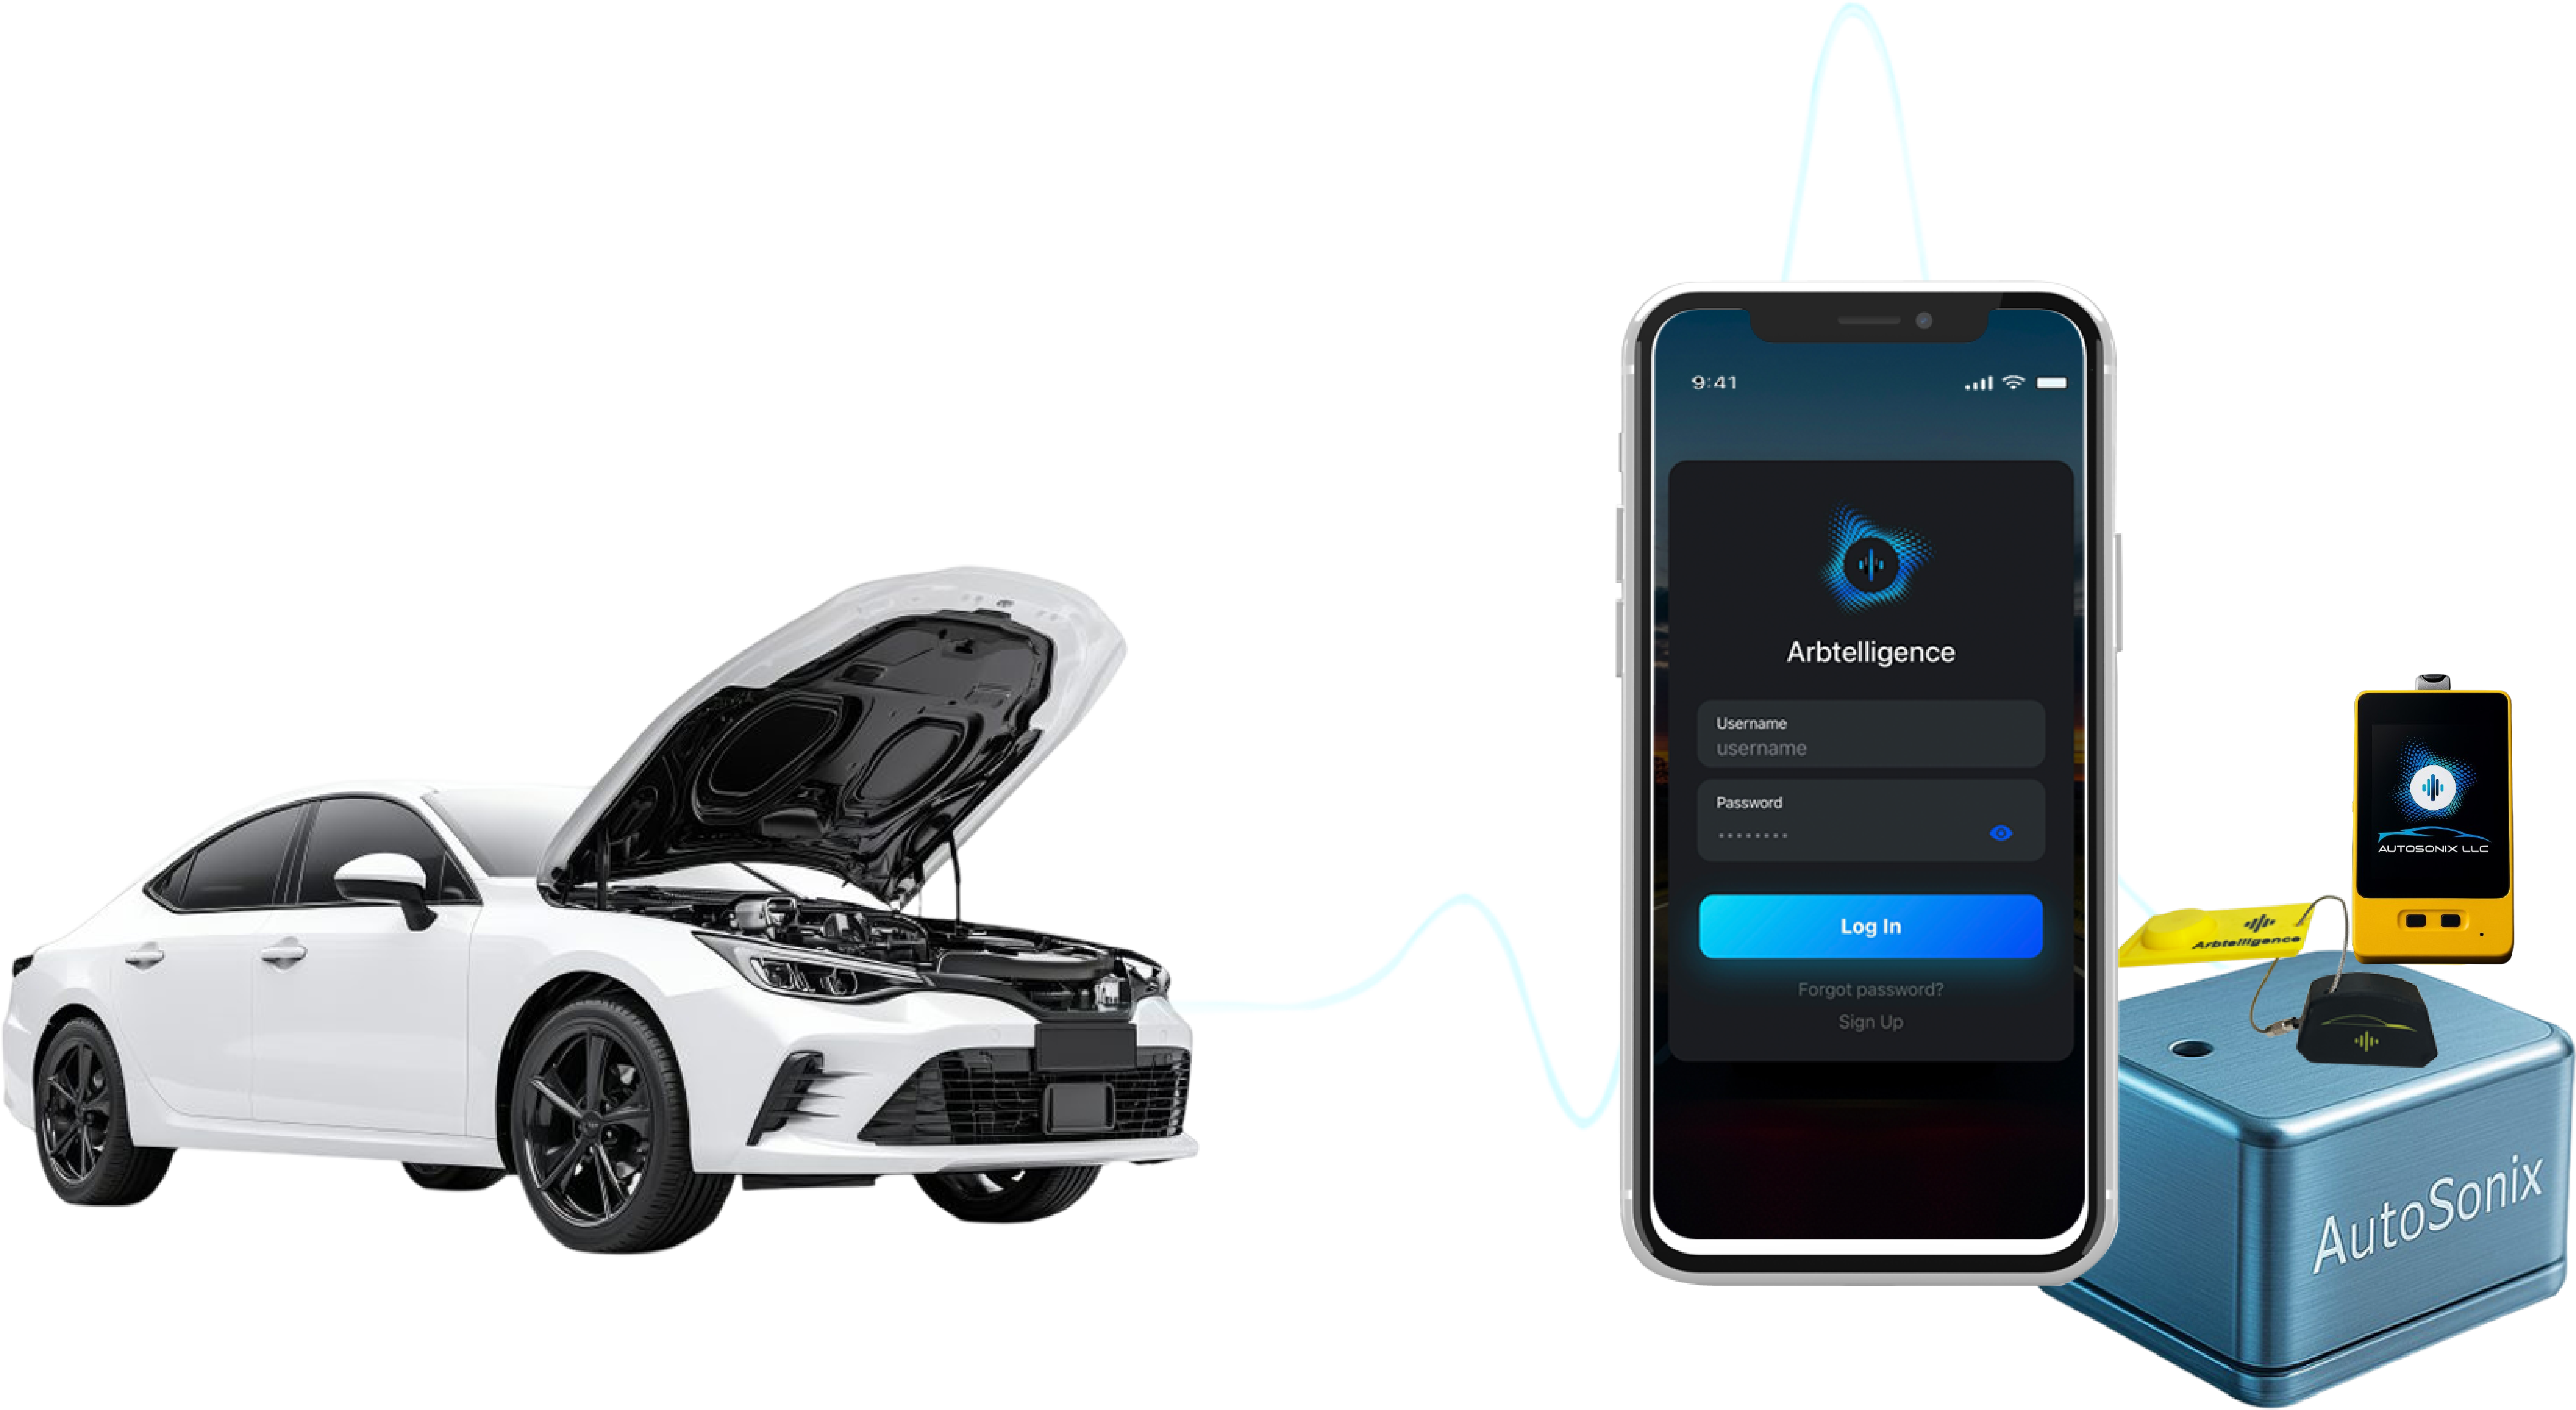 9:41
Arbtelligence
Username
username
Password
Log In
Forgot password?
Sign Up
AUTOSONIX LLC
Arbtelligence
AutoSonix